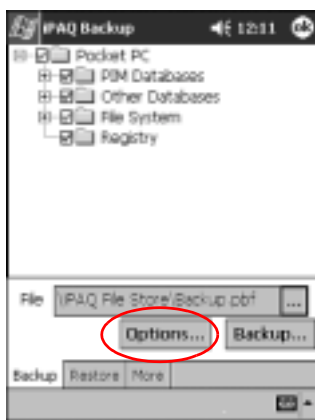 iPAQ Backup 12:11 ok
Pocket PC
PIM Databases
Other Databases
File System
Registry
File \iPAQ File Store\Backup.pbf ...
Options... Backup...
Backup Restore More